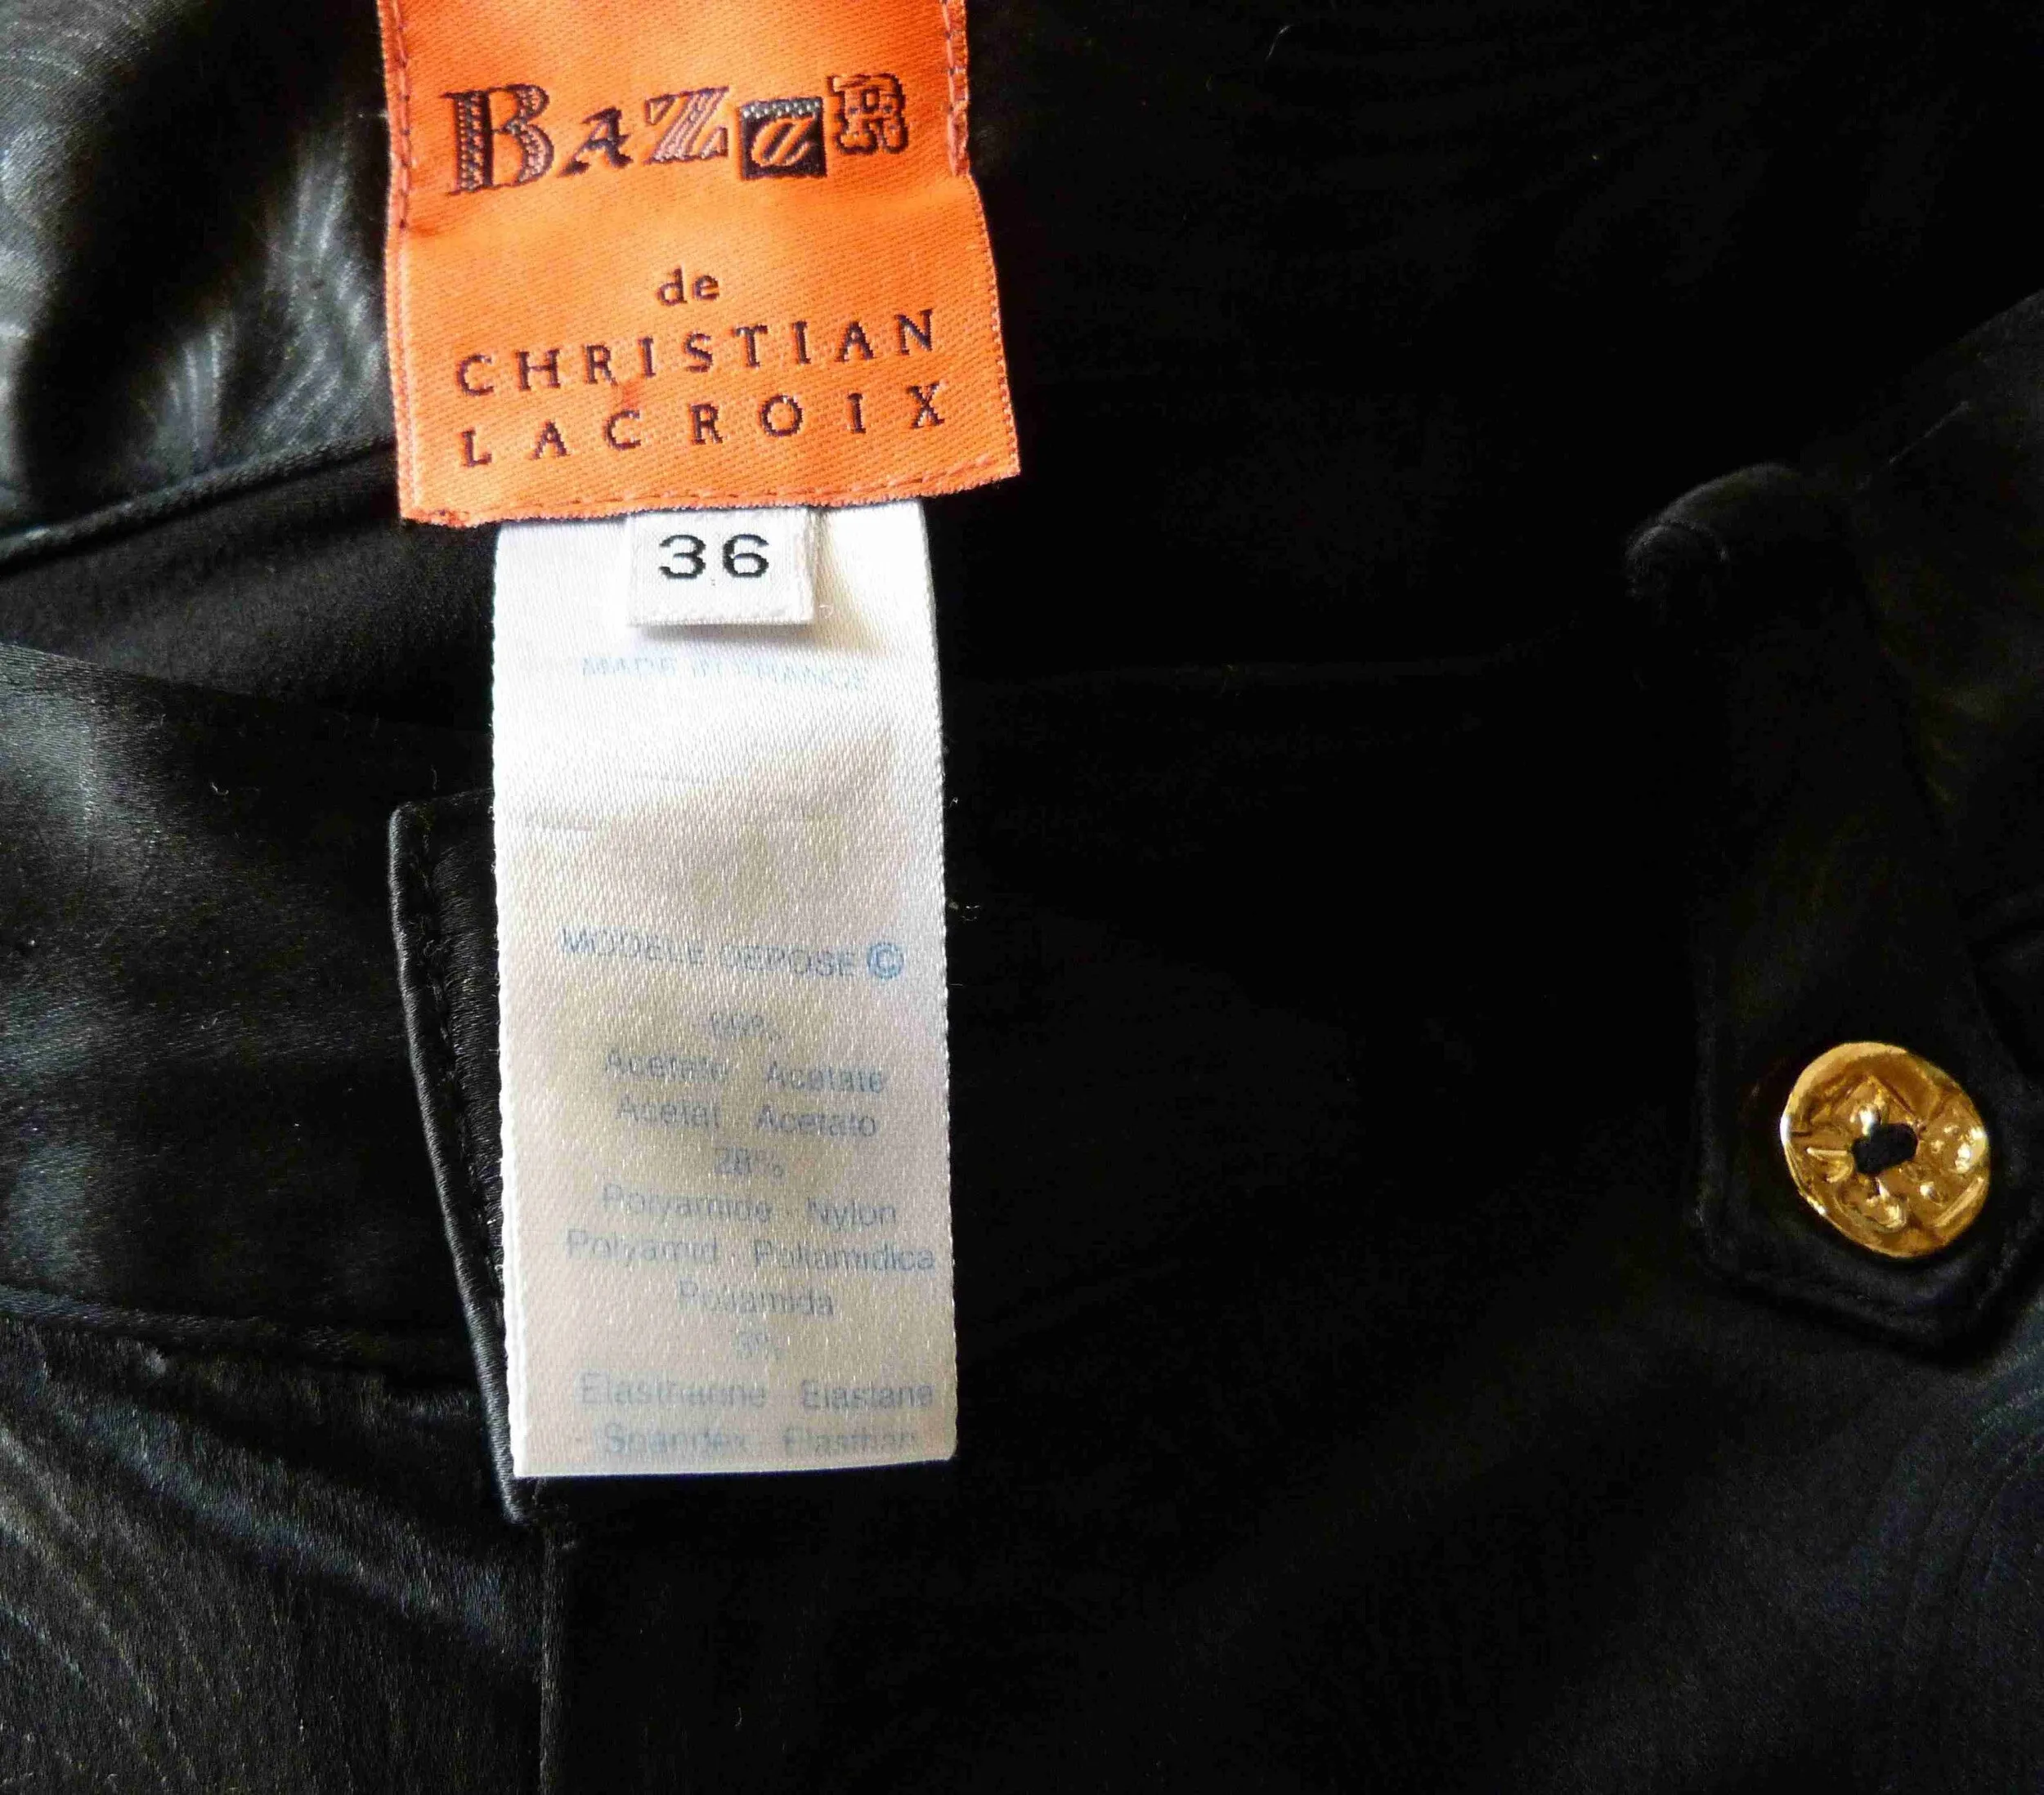 BAZaR
de
CHRISTIAN
LACROIX
36
MADE IN FRANCE
MODELE DEPOSE ©
Acetate Acetate
Acetat Acetato
28%
Polyamide - Nylon
Polyamid - Poliamidica
Poliamida
3%
Elasthanne Elastane
- Spandex Elasthan